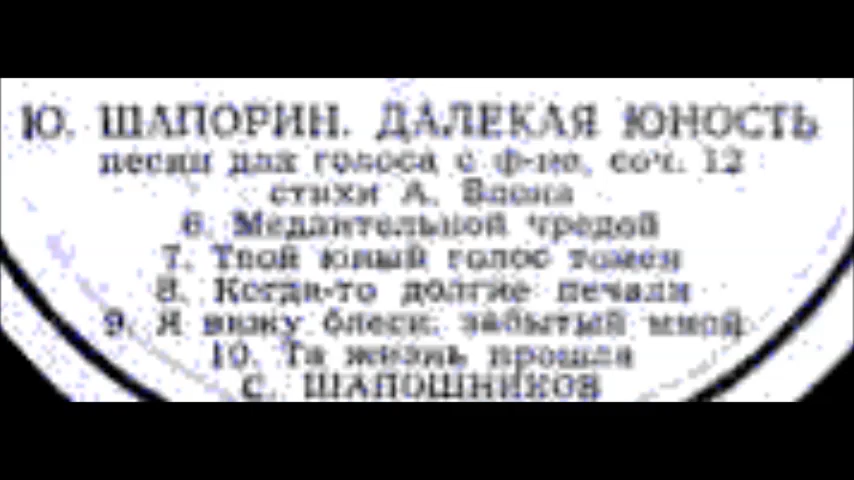 Ю. ШАПОРИН. ДАЛЕКАЯ ЮНОСТЬ
песни для голоса с ф-но, соч. 12
стихи А. Блока
6. Медлительной чредой
7. Твой юный голос томен
8. Когда-то долгие печали
9. Я вижу блеск, забытый мной
10. Та жизнь прошла
С. ШАПОШНИКОВ